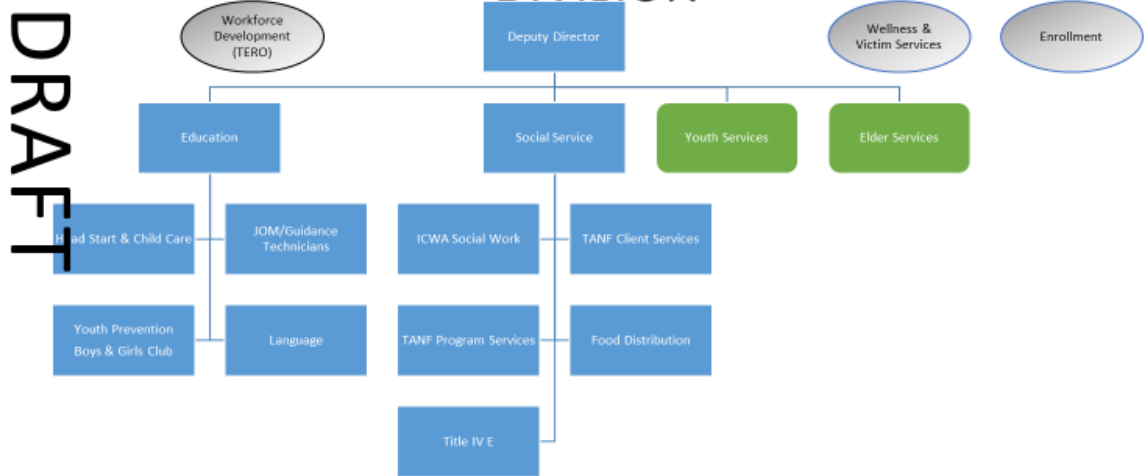 DRAFT
Workforce
Development
(TERO)
Deputy Director
Wellness &
Victim Services
Enrollment
Education
Social Service
Youth Services
Elder Services
Head Start & Child Care
JOM/Guidance
Technicians
ICWA Social Work
TANF Client Services
Youth Prevention
Boys & Girls Club
Language
TANF Program Services
Food Distribution
Title IV E